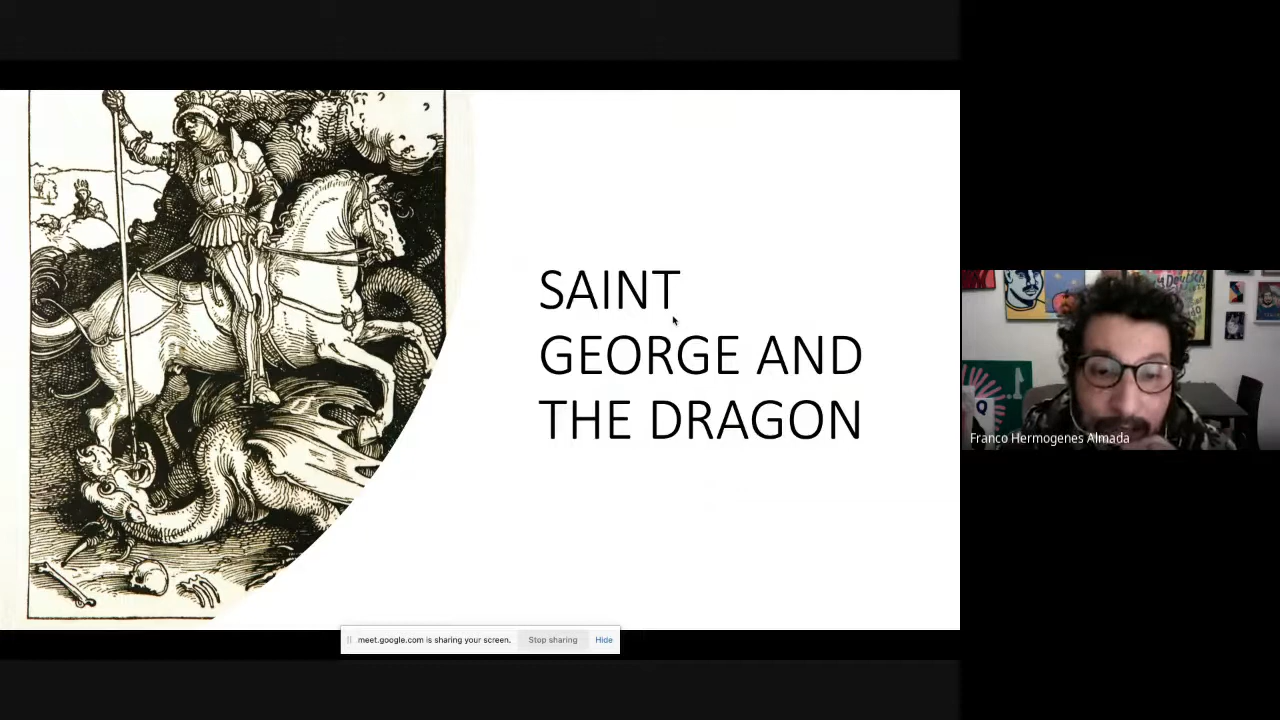 SAINT
GEORGE AND
THE DRAGON
Franco Hermogenes Almada
meet.google.com is sharing your screen.
Stop sharing
Hide